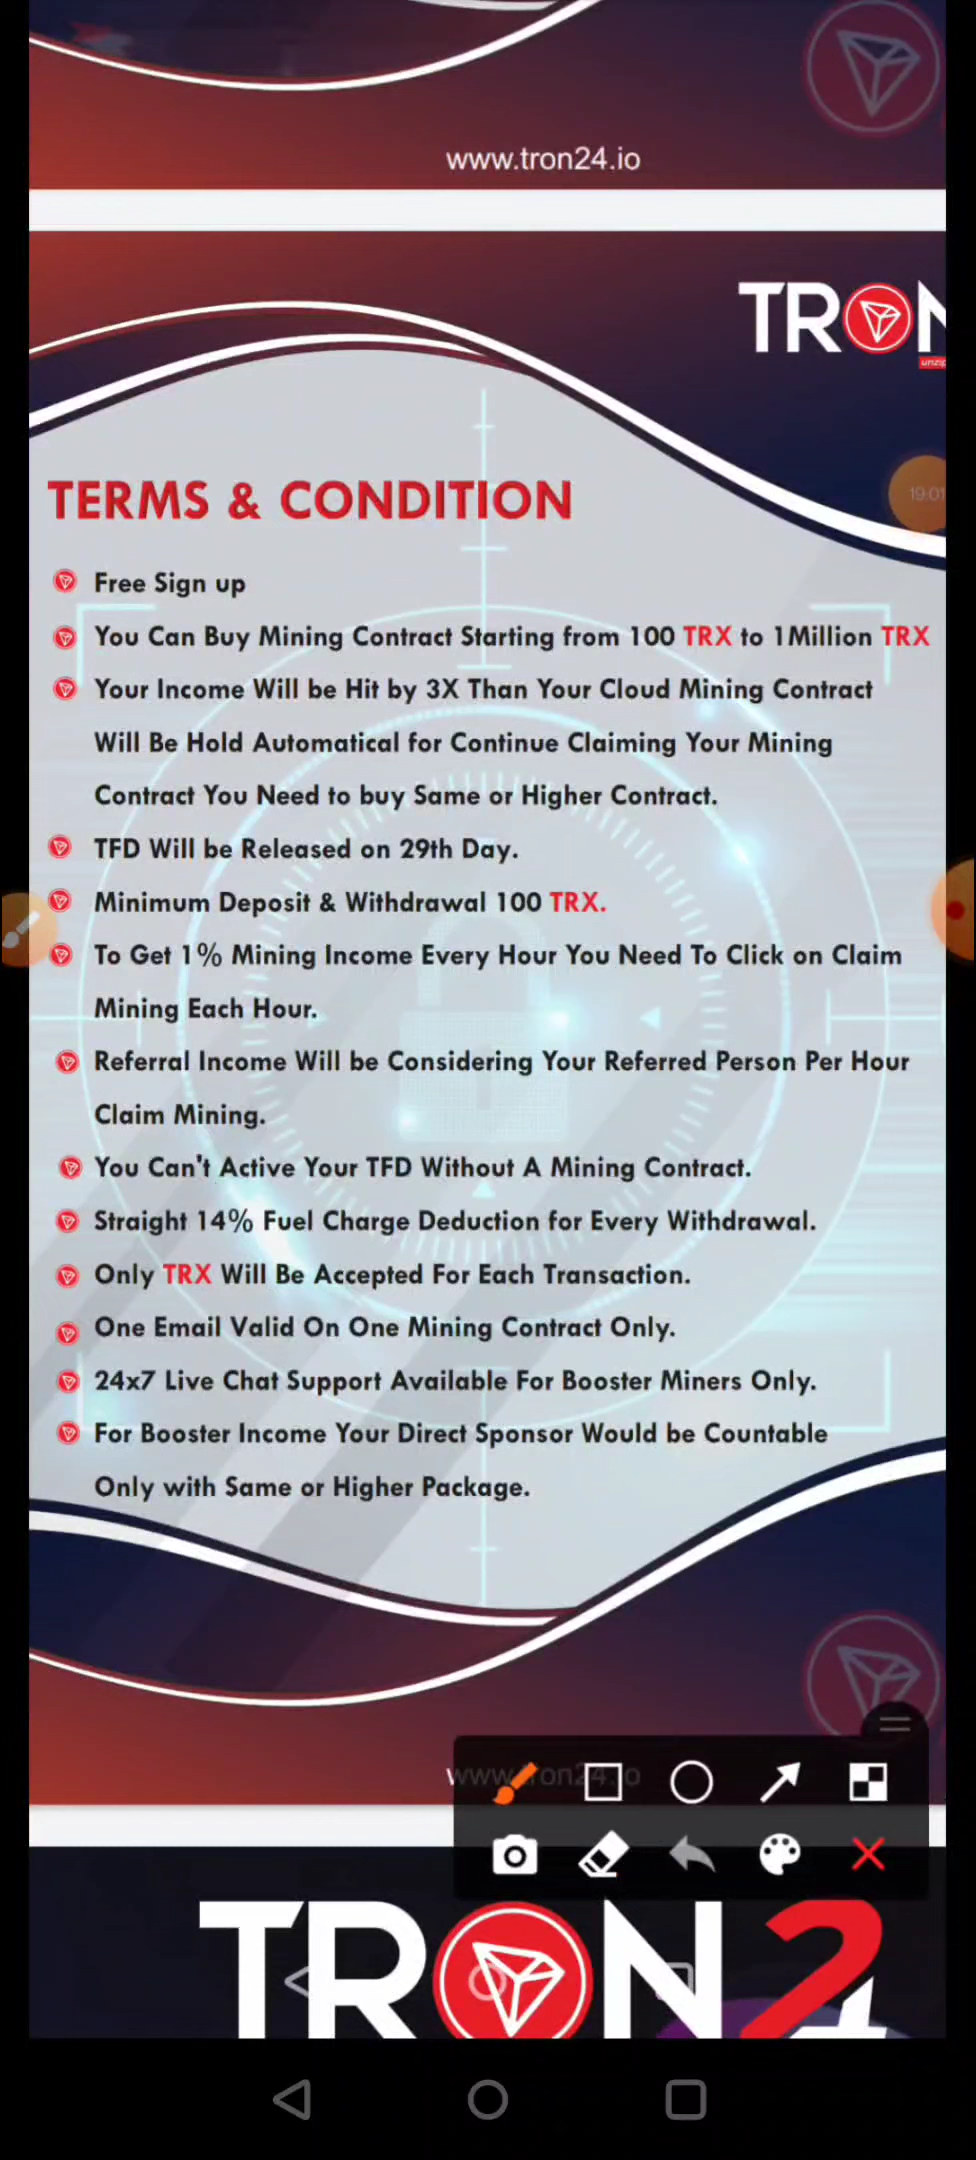 www.tron24.io
TRON
unzip
19:01
TERMS & CONDITION
Free Sign up
You Can Buy Mining Contract Starting from 100 TRX to 1Million TRX
Your Income Will be Hit by 3X Than Your Cloud Mining Contract
Will Be Hold Automatical for Continue Claiming Your Mining
Contract You Need to buy Same or Higher Contract.
TFD Will be Released on 29th Day.
Minimum Deposit & Withdrawal 100 TRX.
To Get 1% Mining Income Every Hour You Need To Click on Claim
Mining Each Hour.
Referral Income Will be Considering Your Referred Person Per Hour
Claim Mining.
You Can't Active Your TFD Without A Mining Contract.
Straight 14% Fuel Charge Deduction for Every Withdrawal.
Only TRX Will Be Accepted For Each Transaction.
One Email Valid On One Mining Contract Only.
24x7 Live Chat Support Available For Booster Miners Only.
For Booster Income Your Direct Sponsor Would be Countable
Only with Same or Higher Package.
www.tron24.io
TRON24